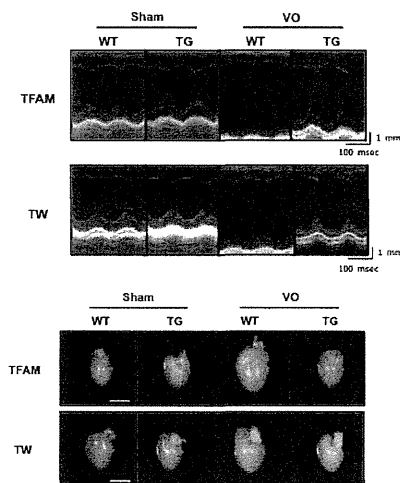 Sham VO
WT TG WT TG
TFAM
1 mm
100 msec
TW
1 mm
100 msec
Sham VO
WT TG WT TG
TFAM
TW